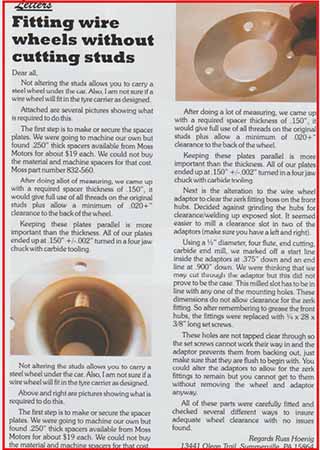 Letters
Fitting wire
wheels without
cutting studs
Dear all,
Not altering the studs allows you to carry a
steel wheel under the car. Also, I am not sure if a
wire wheel will fit in the tyre carrier as designed.
Attached are several pictures showing what
is required to do this.
The first step is to make or secure the spacer
plates. We were going to machine our own but
found .250" thick spacers available from Moss
Motors for about $19 each. We could not buy
the material and machine spacers for that cost.
Moss part number 832-560
After doing allot of measuring, we came up
with a required spacer thickness of .150", it
would give full use of all threads on the original
studs plus allow a minimum of .020+"
clearance to the back of the wheel.
Keeping these plates parallel is more
important than the thickness. All of our plates
ended up at .150" +/-.002" turned in a four jaw
chuck with carbide tooling.
Not altering the studs allows you to carry a
steel wheel under the car. Also, I am not sure if a
wire wheel will fit in the tyre carrier as designed.
Above and right are pictures showing what is
required to do this.
The first step is to make or secure the spacer
plates. We were going to machine our own but
found .250" thick spacers available from Moss
Motors for about $19 each. We could not buy
the material and machine spacers for that cost.
After doing a lot of measuring, we came up
with a required spacer thickness of .150", it
would give full use of all threads on the original
studs plus allow a minimum of .020+"
clearance to the back of the wheel.
Keeping these plates parallel is more
important than the thickness. All of our plates
ended up at .150" +/-.002" turned in a four jaw
chuck with carbide tooling.
Next is the alteration to the wire wheel
adaptor to clear the zerk fitting boss on the front
hubs. Decided against grinding the hubs for
clearance/welding up exposed slot. It seemed
easier to mill a clearance slot in two of the
adaptors (make sure you have a left and right).
Using a ½" diameter, four flute, end cutting,
carbide end mill, we marked off a start line
inside the adaptors at .375" down and an end
line at .900" down. We were thinking that we
may cut through the adaptor but this did not
prove to be the case. This milled slot has to be in
line with any one of the mounting holes. These
dimensions do not allow clearance for the zerk
fitting. So after remembering to grease the front
hubs, the fittings were replaced with ¼ x 28 x
3/8" long set screws.
These holes are not tapped clear through so
the set screws cannot work their way in and the
adaptor prevents them from backing out, just
make sure that they are flush to begin with. You
could alter the adaptors to allow for the zerk
fittings to remain but you cannot get to them
without removing the wheel and adaptor
anyway.
All of these parts were carefully fitted and
checked several different ways to insure
adequate wheel clearance with no issues
found.
Regards Russ Hoenig
13441 Olean Trail, Summerville, PA 15864